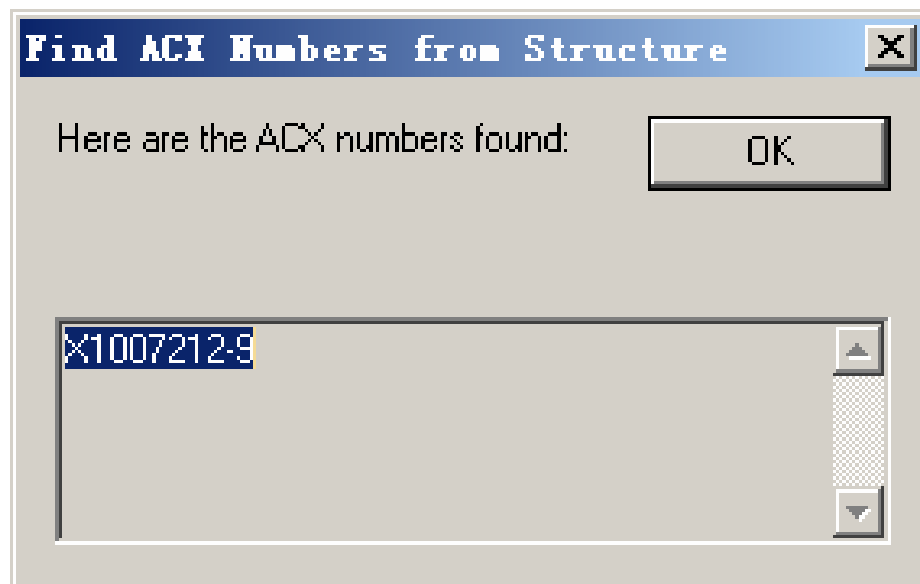 Find ACX Numbers from Structure
Here are the ACX numbers found:
OK
X1007212-9